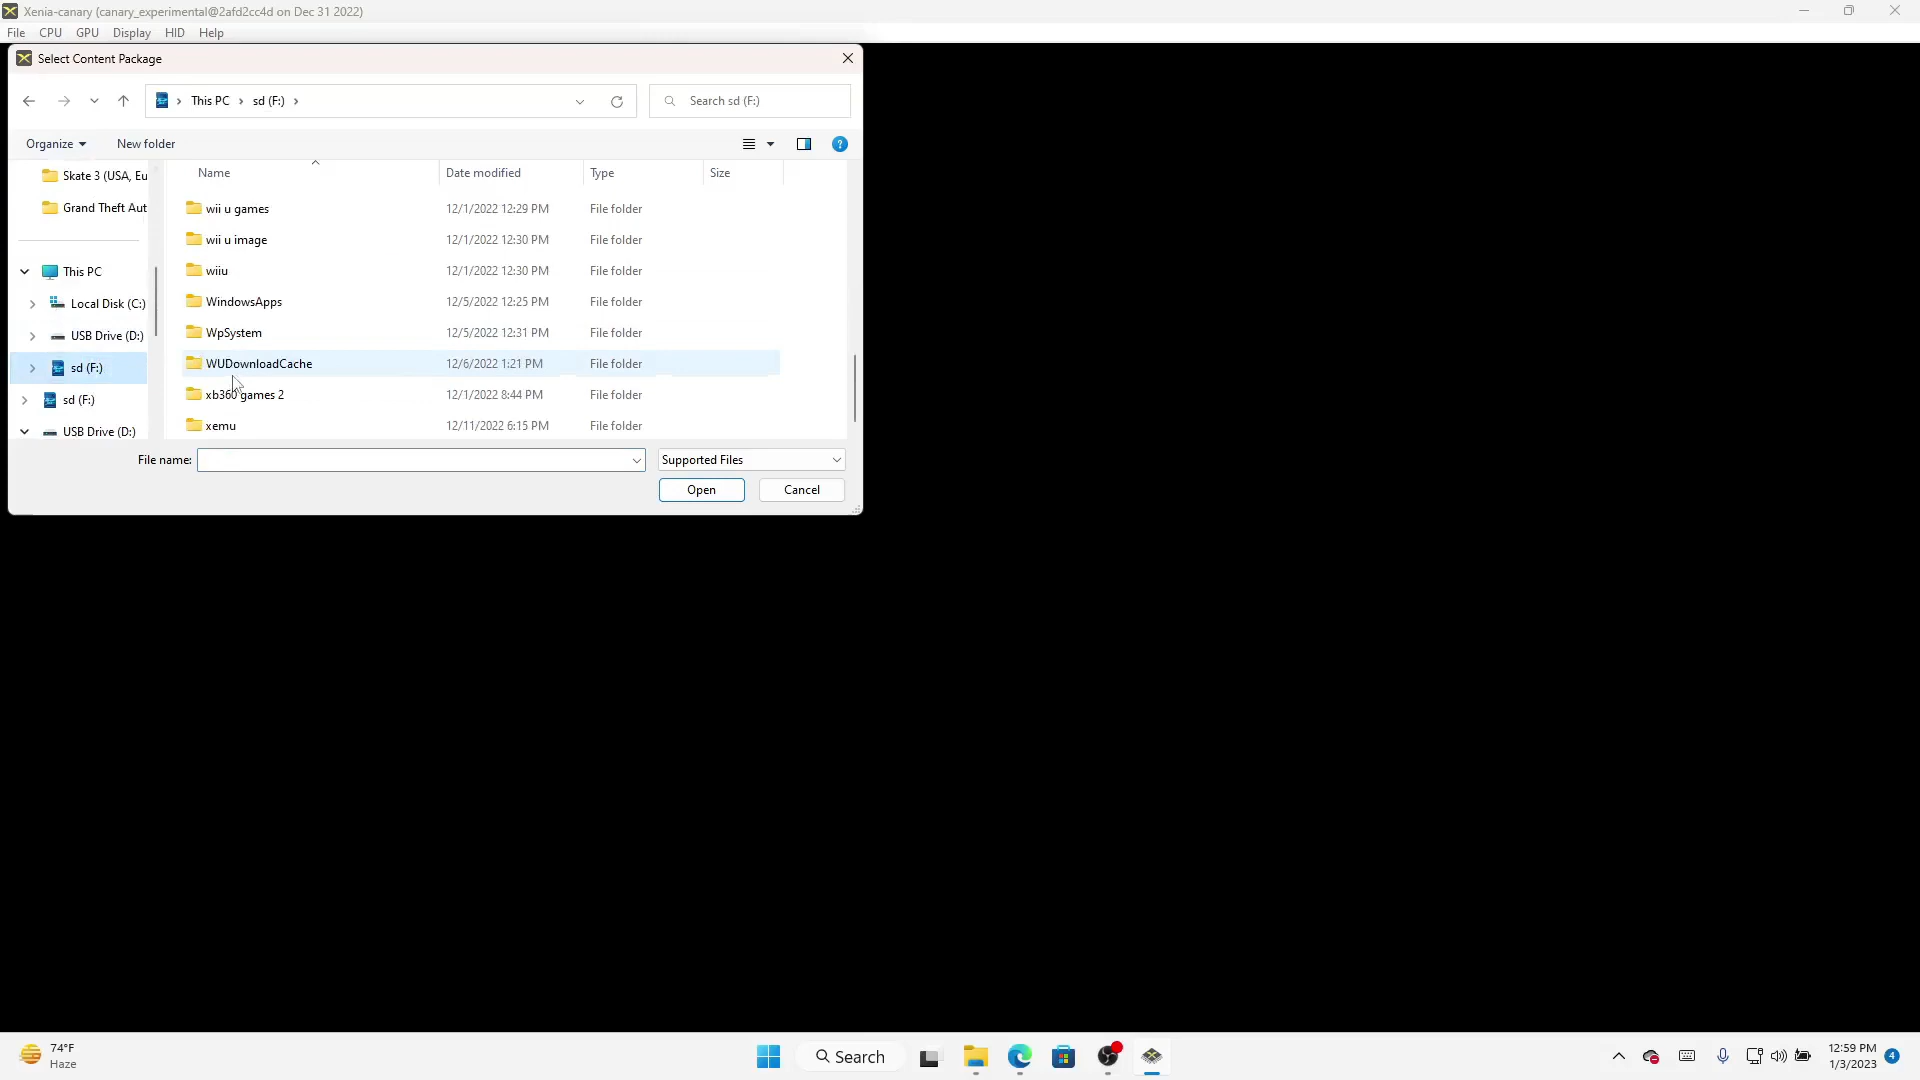 Xenia-canary (canary_experimental@2afd2cc4d on Dec 31 2022)
File CPU GPU Display HID Help
Select Content Package
This PC sd (F:)
Search sd (F:)
Organize New folder
Name Date modified Type Size
Skate 3 (USA, Eu
Grand Theft Aut
This PC
Local Disk (C:)
USB Drive (D:)
sd (F:)
sd (F:)
USB Drive (D:)
wii u games 12/1/2022 12:29 PM File folder
wii u image 12/1/2022 12:30 PM File folder
wiiu 12/1/2022 12:30 PM File folder
WindowsApps 12/5/2022 12:25 PM File folder
WpSystem 12/5/2022 12:31 PM File folder
WUDownloadCache 12/6/2022 1:21 PM File folder
xb360 games 2 12/1/2022 8:44 PM File folder
xemu 12/11/2022 6:15 PM File folder
File name: Supported Files
Open Cancel
74°F
Haze
Search
12:59 PM
1/3/2023
4